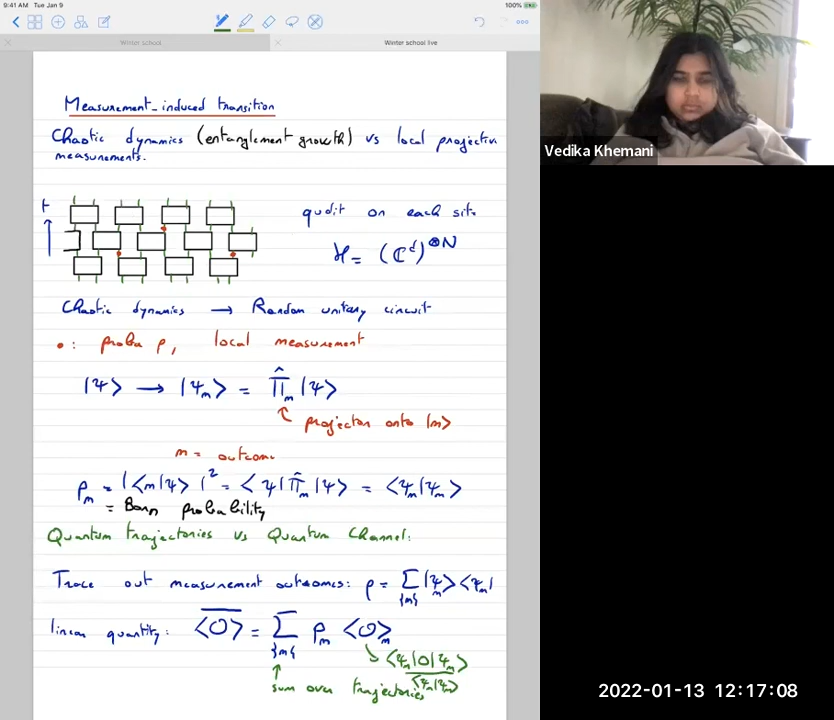 9:41 AM Tue Jan 9
100%
Winter school
Winter school live
Measurement-induced transition
Chaotic dynamics (entanglement growth) vs local projective
measurements.
t
qudit on each site
H = (ℂ^d)^{⊗N}
Chaotic dynamics → Random unitary circuit
• : proba p, local measurement
|ψ> → |ψ_m> = Π̂_m |ψ>
projector onto |m>
m = outcome
p_m = |<m|ψ>|² = <ψ|Π̂_m|ψ> = <ψ_m|ψ_m>
= Born probability
Quantum trajectories vs Quantum Channel:
Trace out measurement outcomes: ρ = Σ_{m} |ψ_m><ψ_m|
linear quantity: \overline{<O>} = Σ_{m} p_m <O>_m
<ψ_m|O|ψ_m>
<ψ_m|ψ_m>
sum over trajectories
Vedika Khemani
2022-01-13 12:17:08